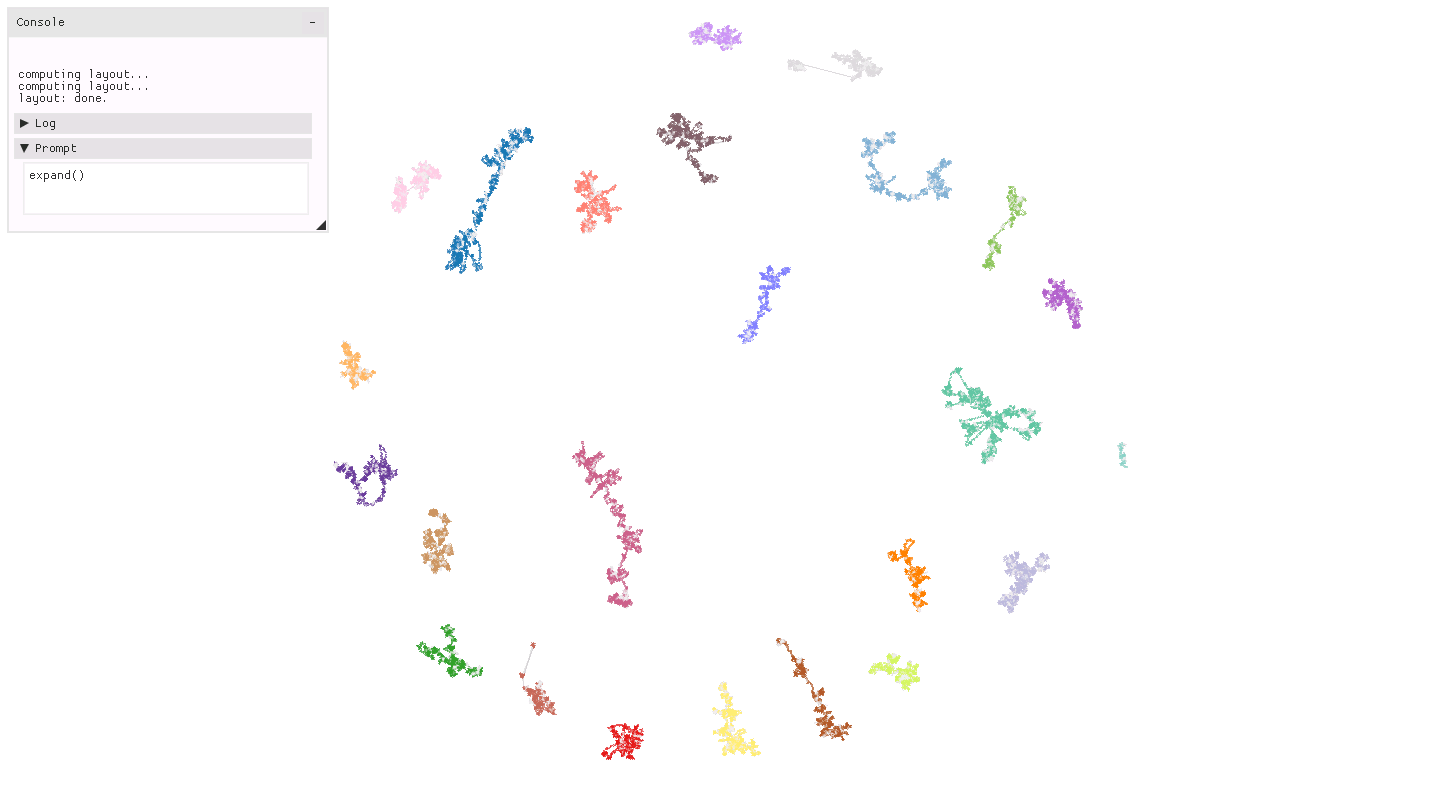 Console
-
computing layout...
computing layout...
layout: done.
▶ Log
▼ Prompt
expand()